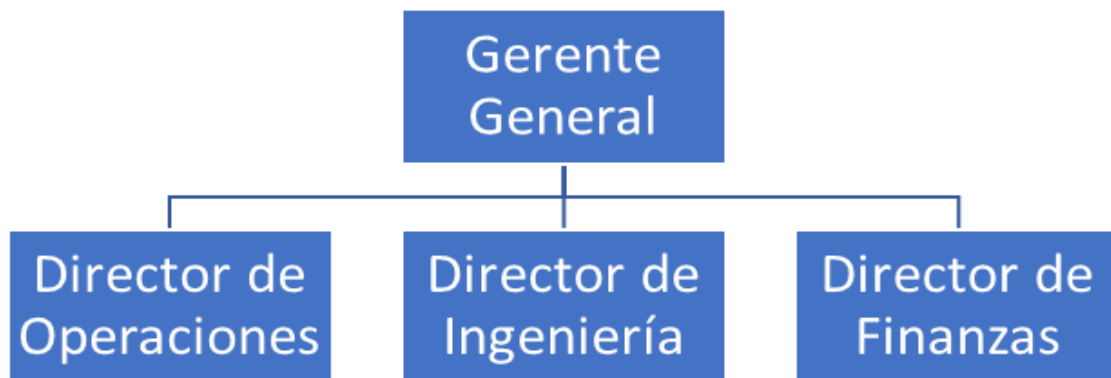 Gerente
General
Director de
Operaciones
Director de
Ingeniería
Director de
Finanzas